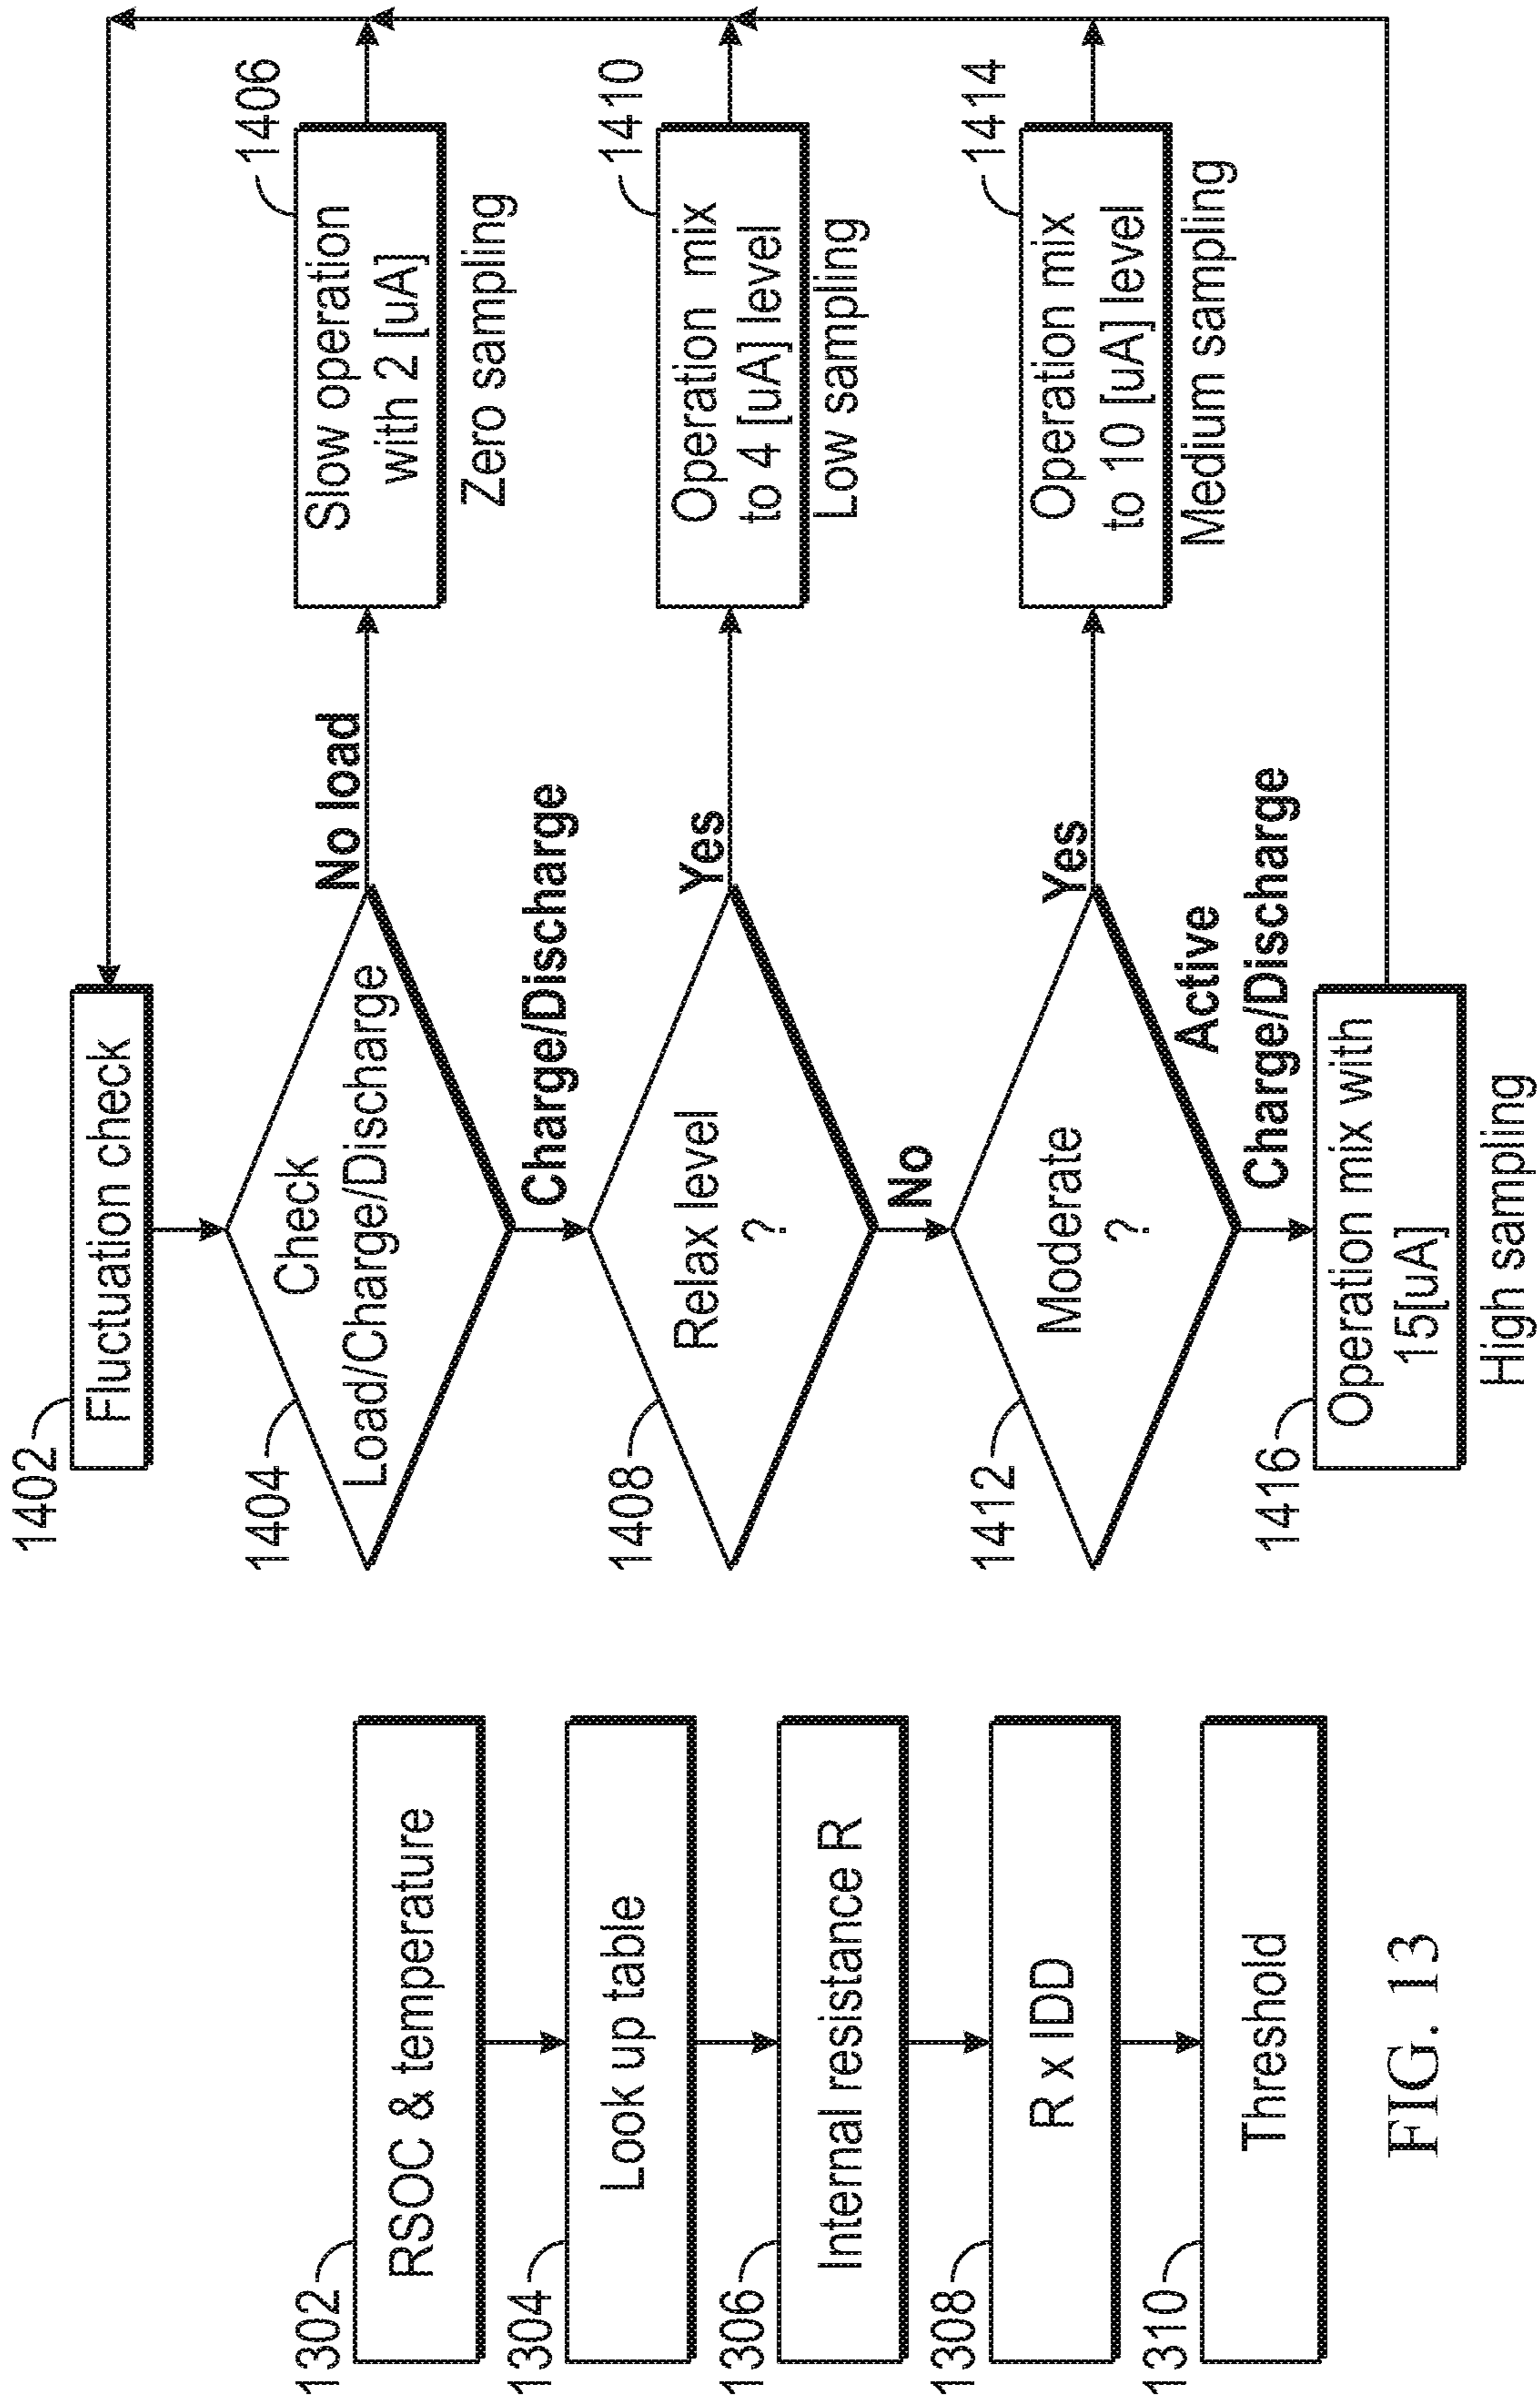 1302
RSOC & temperature
1304
Look up table
1306
Internal resistance R
1308
R x IDD
1310
Threshold
FIG. 13
1402
Fluctuation check
1404
Check
Load/Charge/Discharge
No load
1406
Slow operation
with 2 [uA]
Zero sampling
Charge/Discharge
1408
Relax level
?
Yes
1410
Operation mix
to 4 [uA] level
Low sampling
No
1412
Moderate
?
Yes
1414
Operation mix
to 10 [uA] level
Medium sampling
Active
Charge/Discharge
1416
Operation mix with
15[uA]
High sampling